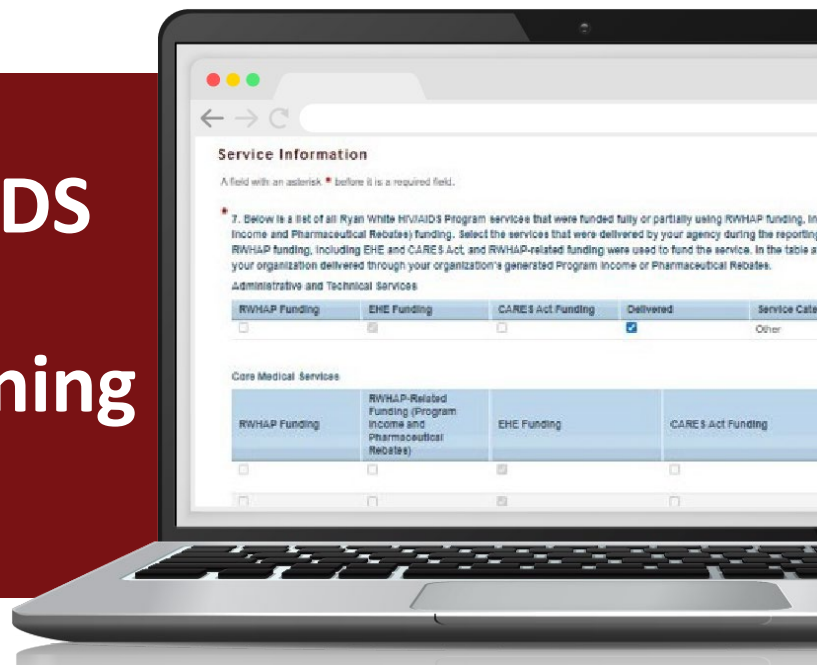 DS
ning
Service Information
A field with an asterisk * before it is a required field.
* 7. Below is a list of all Ryan White HIV/AIDS Program services that were funded fully or partially using RWHAP funding, in
Income and Pharmaceutical Rebates) funding. Select the services that were delivered by your agency during the reporting
RWHAP funding, including EHE and CARES Act, and RWHAP-related funding were used to fund the service. In the table a
your organization delivered through your organization's generated Program Income or Pharmaceutical Rebates.
Administrative and Technical Services
RWHAP Funding EHE Funding CARES Act Funding Delivered Service Cate
Other
Core Medical Services
RWHAP-Related
Funding (Program
RWHAP Funding Income and EHE Funding CARES Act Funding
Pharmaceutical
Rebates)